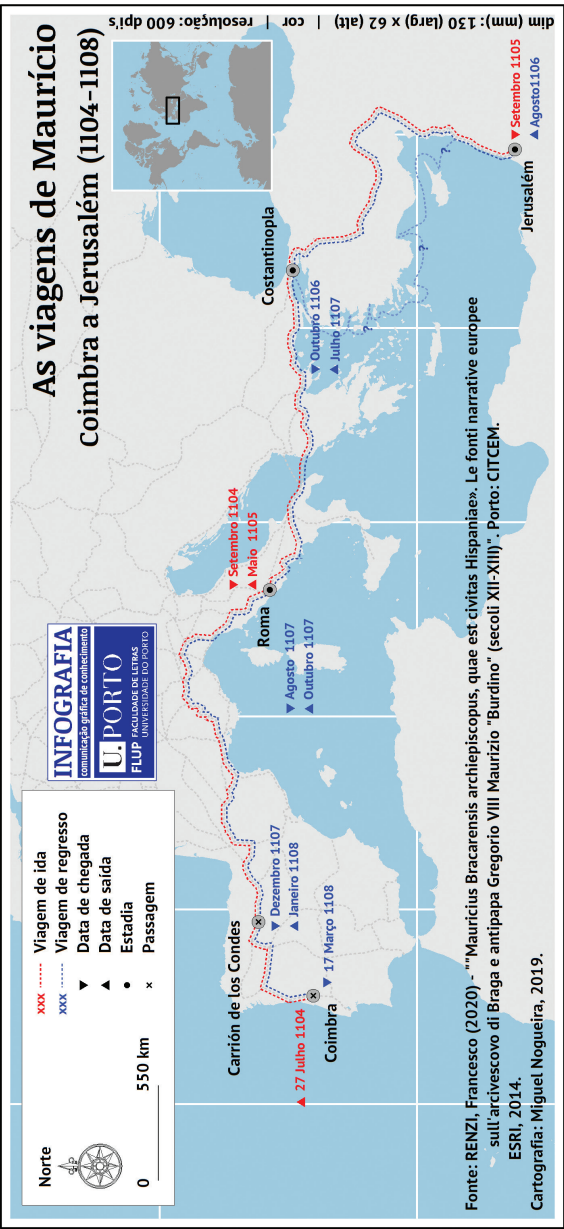 As viagens de Maurício
Coimbra a Jerusalém (1104-1108)
INFOGRAFIA
comunicação gráfica de conhecimento
U. PORTO
FLUP FACULDADE DE LETRAS
UNIVERSIDADE DO PORTO
xxx Viagem de ida
xxx Viagem de regresso
▼ Data de chegada
▲ Data de saída
● Estadia
× Passagem
Norte
0 550 km
Carrión de los Condes
▼ Dezembro 1107
▲ Janeiro 1108
▲ 27 Julho 1104
▼ 17 Março 1108
Coimbra
▼ Setembro 1104
▲ Maio 1105
Roma
▼ Agosto 1107
▲ Outubro 1107
Costantinopla
▼ Outubro 1106
▲ Julho 1107
?
?
?
▼ Setembro 1105
▲ Agosto1106
Jerusalém
Fonte: RENZI, Francesco (2020) - ""Mauricius Bracarensis archiepiscopus, quae est civitas Hispaniae». Le fonti narrative europee
sull'arcivescovo di Braga e antipapa Gregorio VIII Maurizio "Burdino" (secoli XII-XIII)". Porto: CITCEM.
ESRI, 2014.
Cartografia: Miguel Nogueira, 2019.
dim (mm): 130 (larg) x 62 (alt) | cor | resolução: 600 dpi's